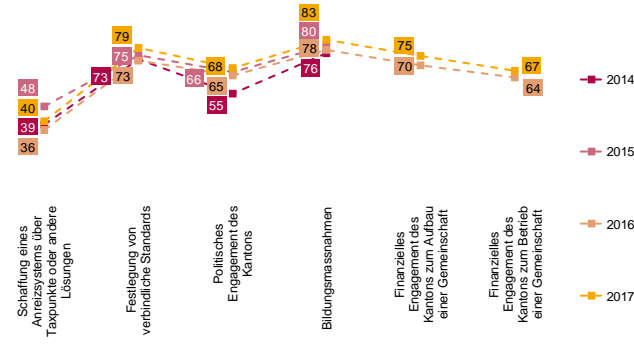 83
79
80
75
78
75
73
73
76
68
66
65
55
70
67
64
48
40
39
36
2014
2015
2016
2017
Schaffung eines
Anreizsystems über
Taxpunkte oder andere
Lösungen
Festlegung von
verbindliche Standards
Politisches
Engagement des
Kantons
Bildungsmassnahmen
Finanzielles
Engagement des
Kantons zum Aufbau
einer Gemeinschaft
Finanzielles
Engagement des
Kantons zum Betrieb
einer Gemeinschaft